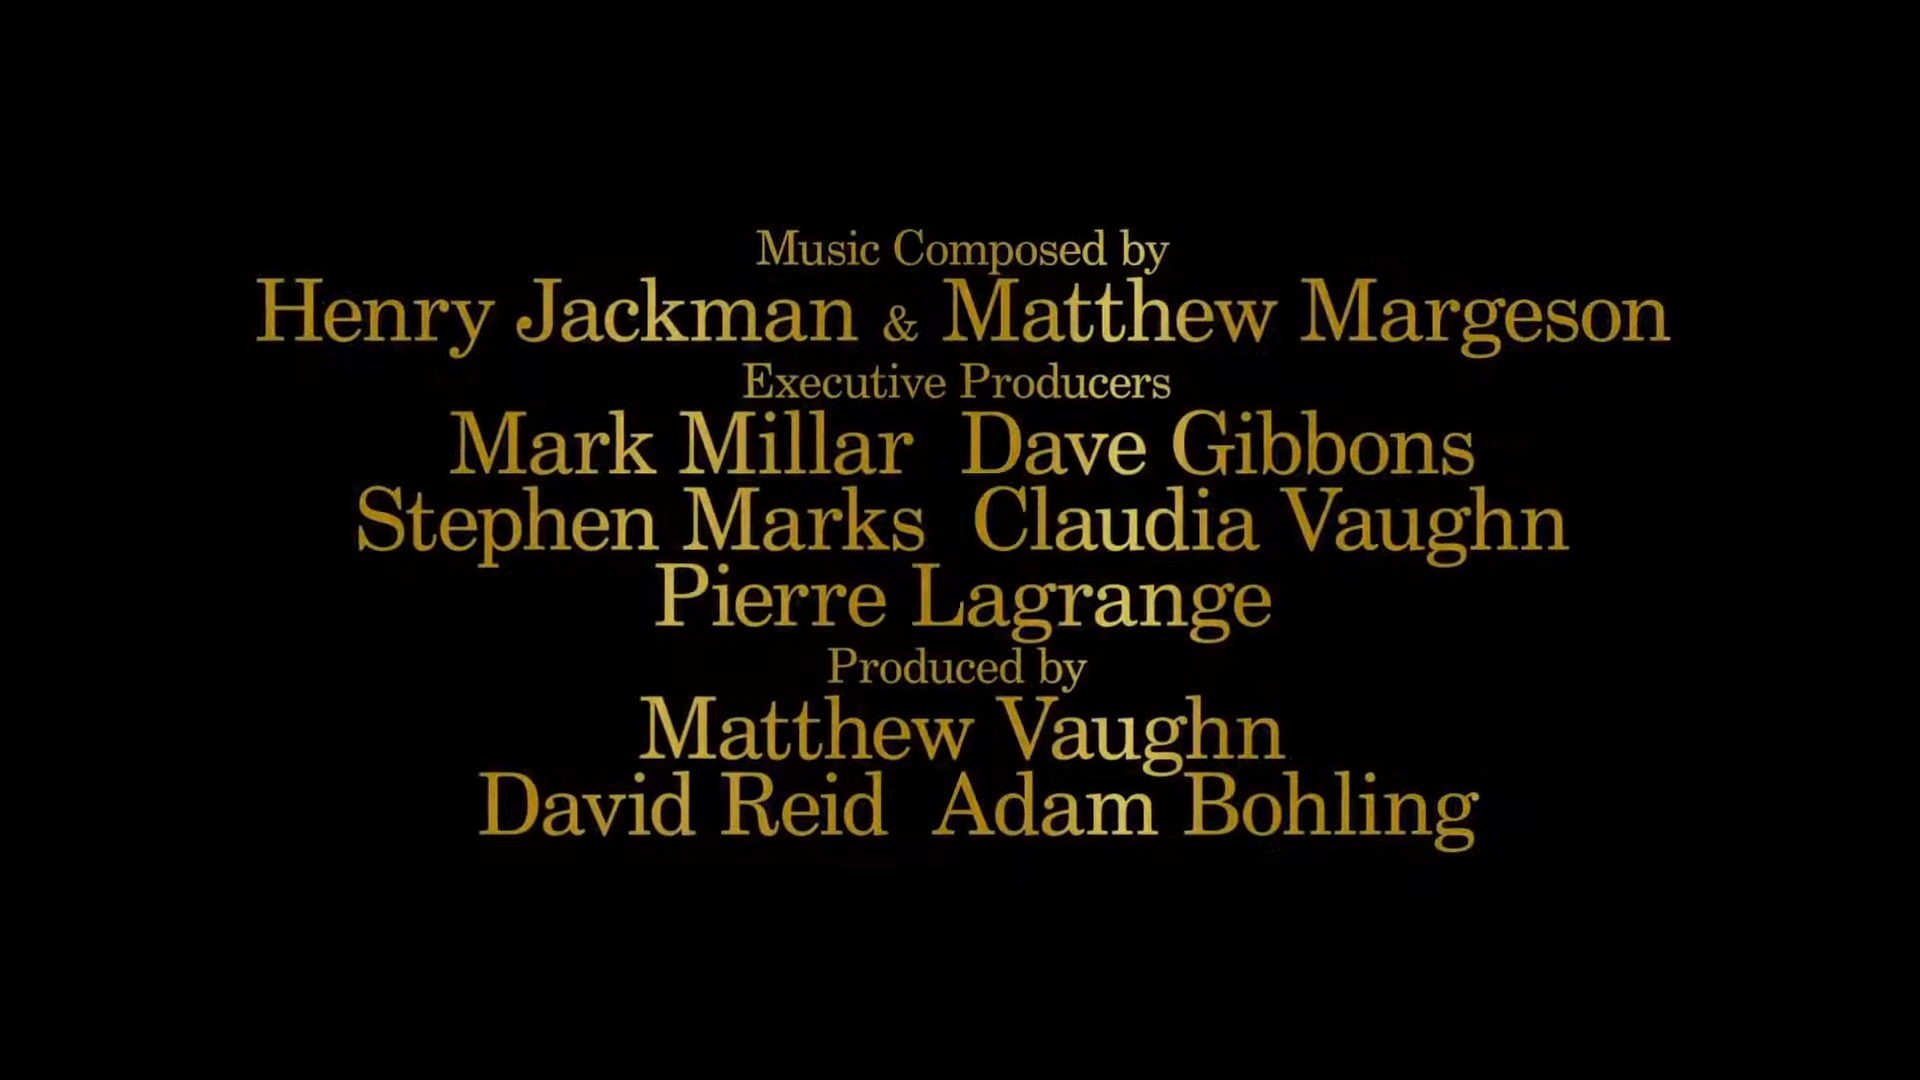 Music Composed by
Henry Jackman & Matthew Margeson
Executive Producers
Mark Millar Dave Gibbons
Stephen Marks Claudia Vaughn
Pierre Lagrange
Produced by
Matthew Vaughn
David Reid Adam Bohling